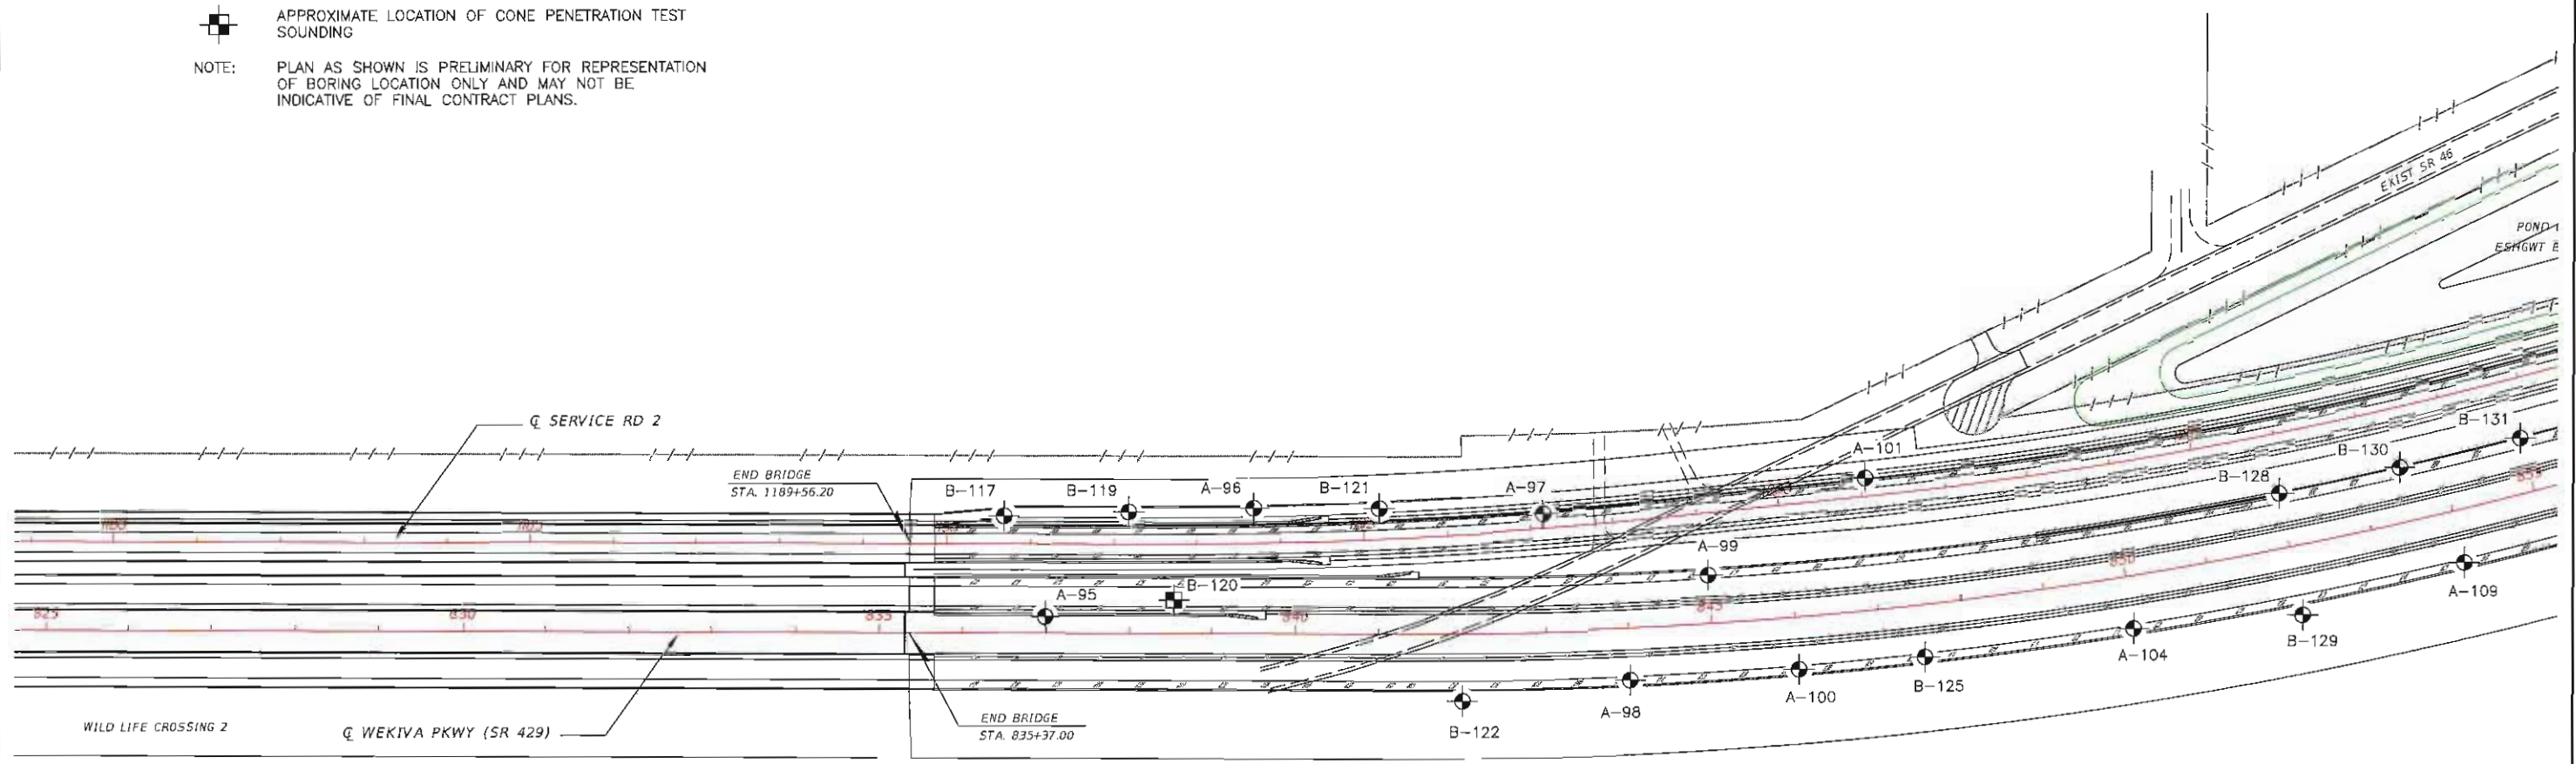 APPROXIMATE LOCATION OF CONE PENETRATION TEST
SOUNDING
NOTE:
PLAN AS SHOWN IS PRELIMINARY FOR REPRESENTATION
OF BORING LOCATION ONLY AND MAY NOT BE
INDICATIVE OF FINAL CONTRACT PLANS.
EXIST SR 46
POND
ESHGWT E
℄ SERVICE RD 2
END BRIDGE
STA. 1189+56.20
B-117
B-119
A-96
B-121
A-97
A-101
B-128
B-130
B-131
A-99
A-95
B-120
825
830
835
840
845
850
855
A-109
B-129
A-104
B-125
A-100
A-98
B-122
END BRIDGE
STA. 835+37.00
WILD LIFE CROSSING 2
℄ WEKIVA PKWY (SR 429)